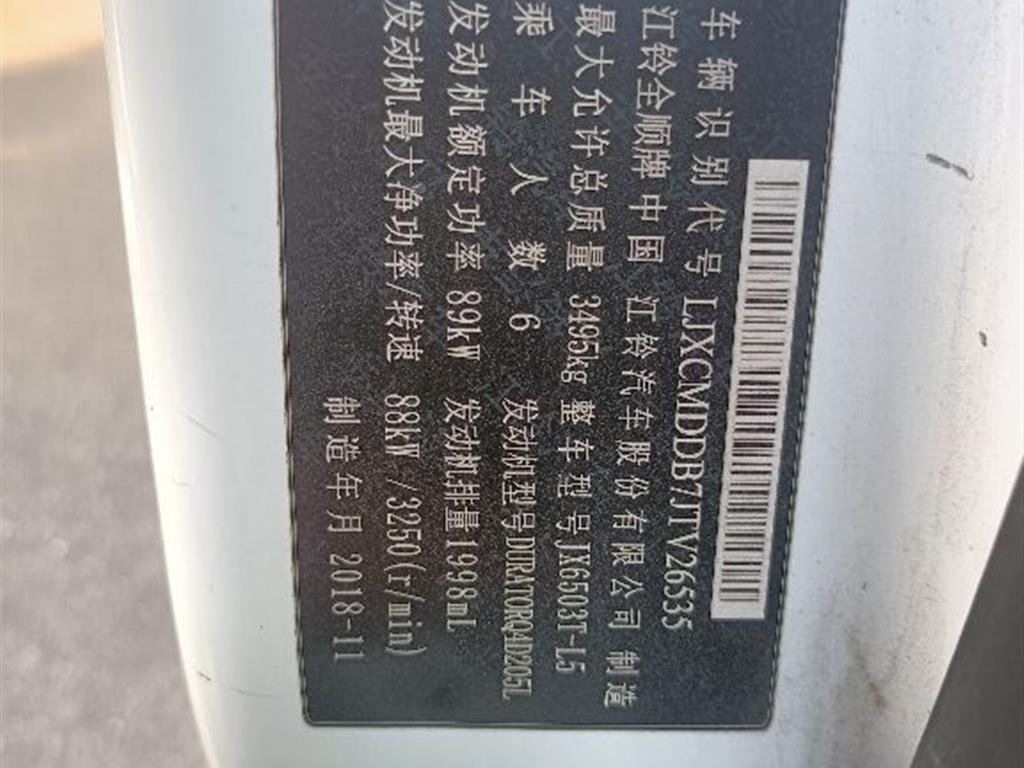 车辆识别代号 LJXCMDDB7JTV26535
江铃全顺牌 中国 江铃汽车股份有限公司 制造
最大允许总质量 3495kg 整车型号 JX6503T-L5
乘车人数 6 发动机型号 DURATORQ4D205L
发动机额定功率 89kW 发动机排量 1998mL
发动机最大净功率/转速 88kW /3250(r/min)
制造年月 2018-11